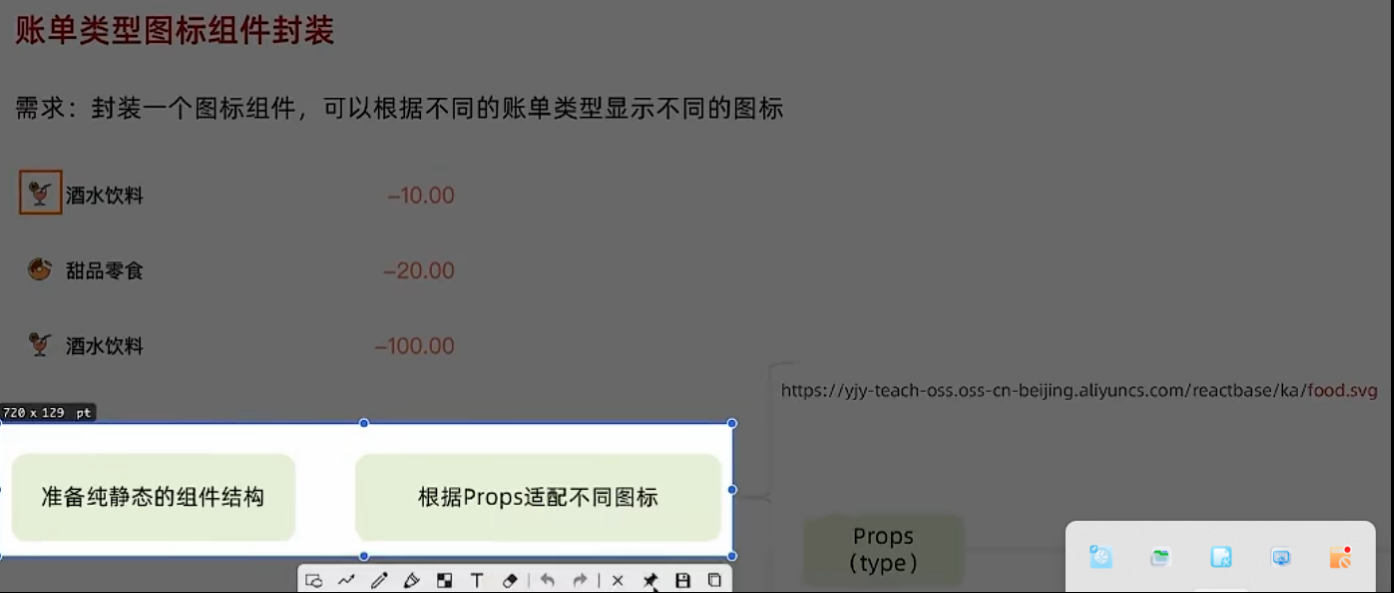 账单类型图标组件封装
需求：封装一个图标组件，可以根据不同的账单类型显示不同的图标
酒水饮料 -10.00
甜品零食 -20.00
酒水饮料 -100.00
https://yjy-teach-oss.oss-cn-beijing.aliyuncs.com/reactbase/ka/food.svg
720 x 129 pt
准备纯静态的组件结构
根据Props适配不同图标
Props
（type）
T